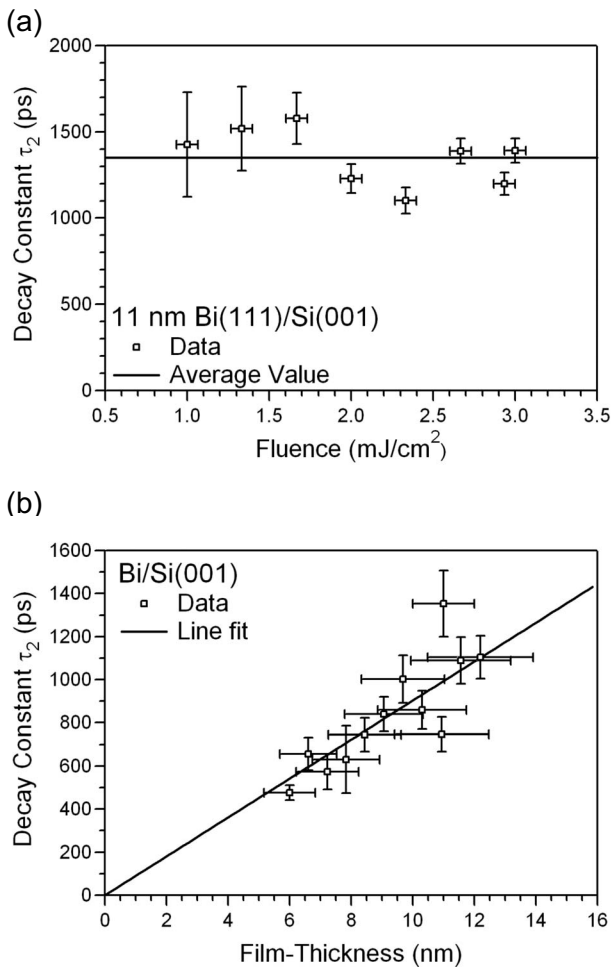 (a)
2000
1500
1000
500
0
Decay Constant τ₂ (ps)
11 nm Bi(111)/Si(001)
Data
Average Value
0.5 1.0 1.5 2.0 2.5 3.0 3.5
Fluence (mJ/cm²)
(b)
1600
1400
1200
1000
800
600
400
200
0
Decay Constant τ₂ (ps)
Bi/Si(001)
Data
Line fit
0 2 4 6 8 10 12 14 16
Film-Thickness (nm)